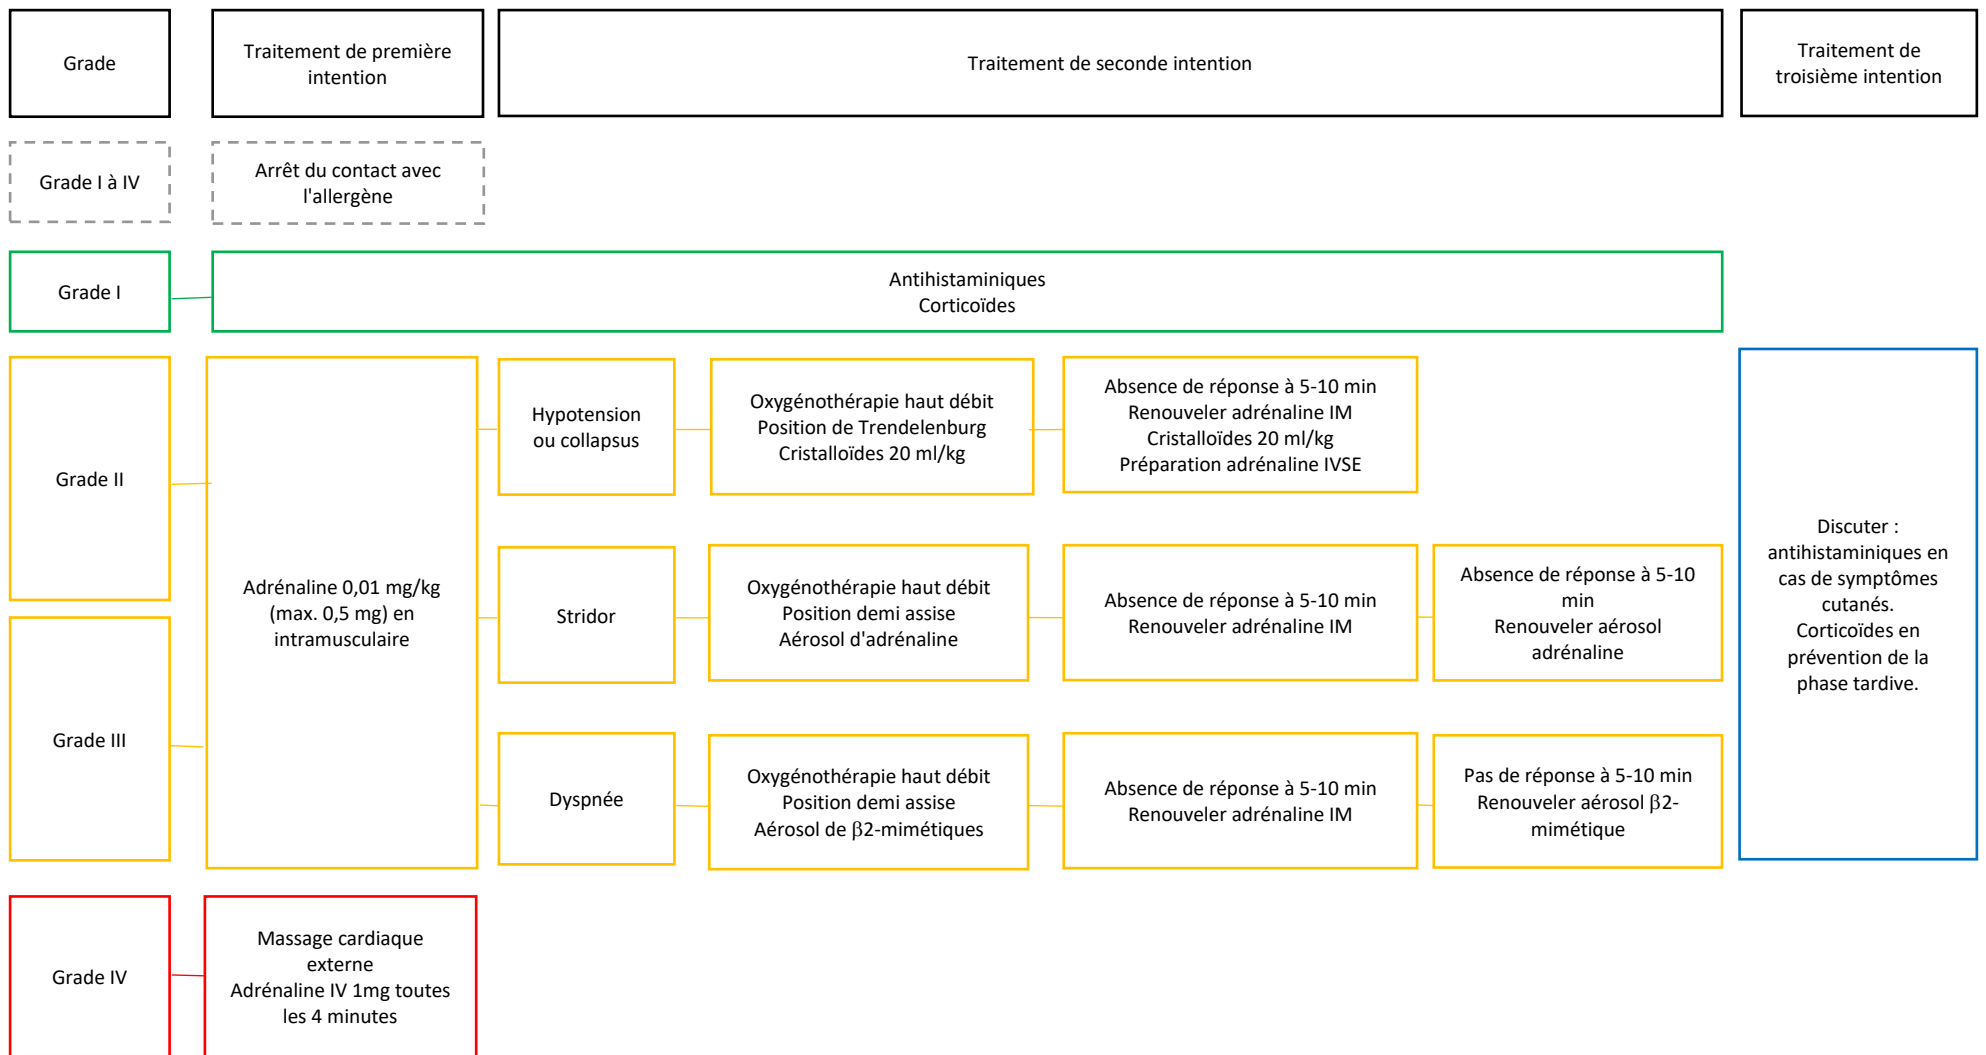 Grade
Traitement de première
intention
Traitement de seconde intention
Traitement de
troisième intention
Grade I à IV
Arrêt du contact avec
l'allergène
Grade I
Antihistaminiques
Corticoïdes
Grade II
Grade III
Adrénaline 0,01 mg/kg
(max. 0,5 mg) en
intramusculaire
Hypotension
ou collapsus
Oxygénothérapie haut débit
Position de Trendelenburg
Cristalloïdes 20 ml/kg
Absence de réponse à 5-10 min
Renouveler adrénaline IM
Cristalloïdes 20 ml/kg
Préparation adrénaline IVSE
Stridor
Oxygénothérapie haut débit
Position demi assise
Aérosol d'adrénaline
Absence de réponse à 5-10 min
Renouveler adrénaline IM
Absence de réponse à 5-10
min
Renouveler aérosol
adrénaline
Dyspnée
Oxygénothérapie haut débit
Position demi assise
Aérosol de β2-mimétiques
Absence de réponse à 5-10 min
Renouveler adrénaline IM
Pas de réponse à 5-10 min
Renouveler aérosol β2-
mimétique
Discuter :
antihistaminiques en
cas de symptômes
cutanés.
Corticoïdes en
prévention de la
phase tardive.
Grade IV
Massage cardiaque
externe
Adrénaline IV 1mg toutes
les 4 minutes